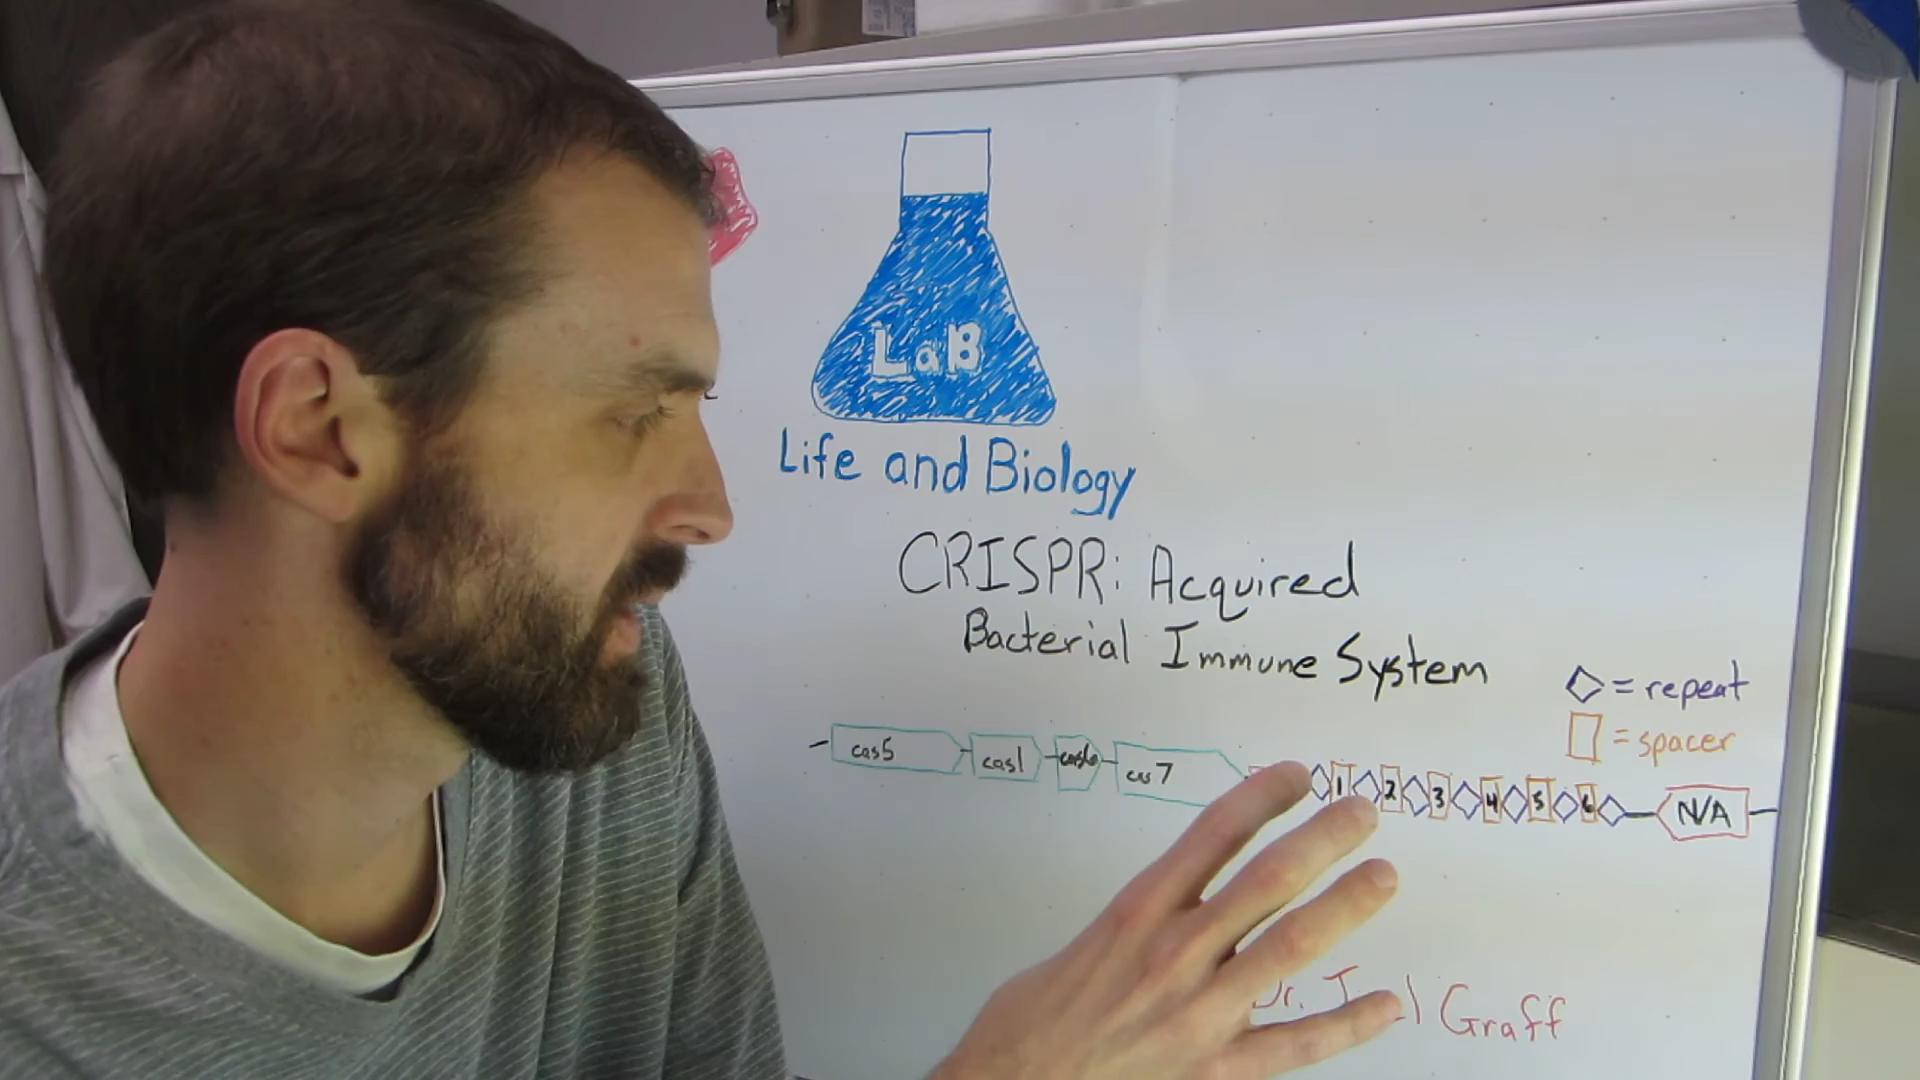 LaB
Life and Biology
CRISPR: Acquired
Bacterial Immune System
= repeat
= spacer
cas5 cas1 cas6 cas7 1 2 3 4 5 6 N/A
Graff